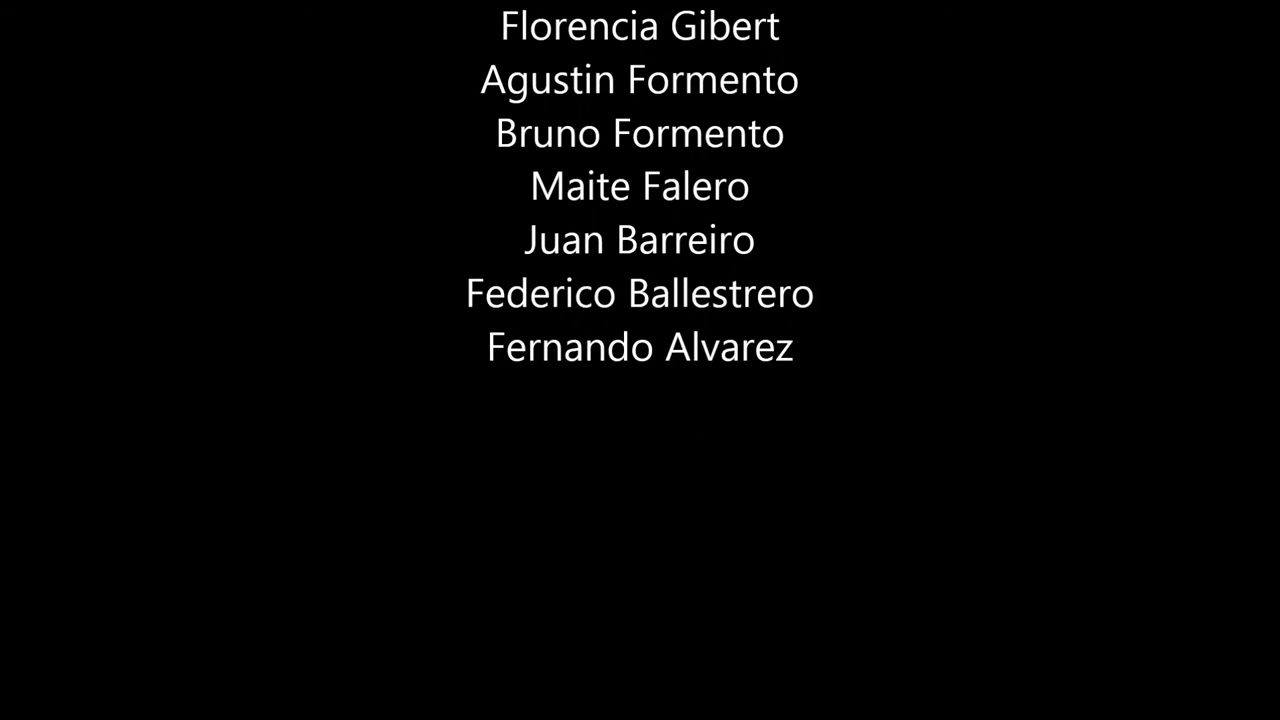 Florencia Gibert
Agustin Formento
Bruno Formento
Maite Falero
Juan Barreiro
Federico Ballestrero
Fernando Alvarez